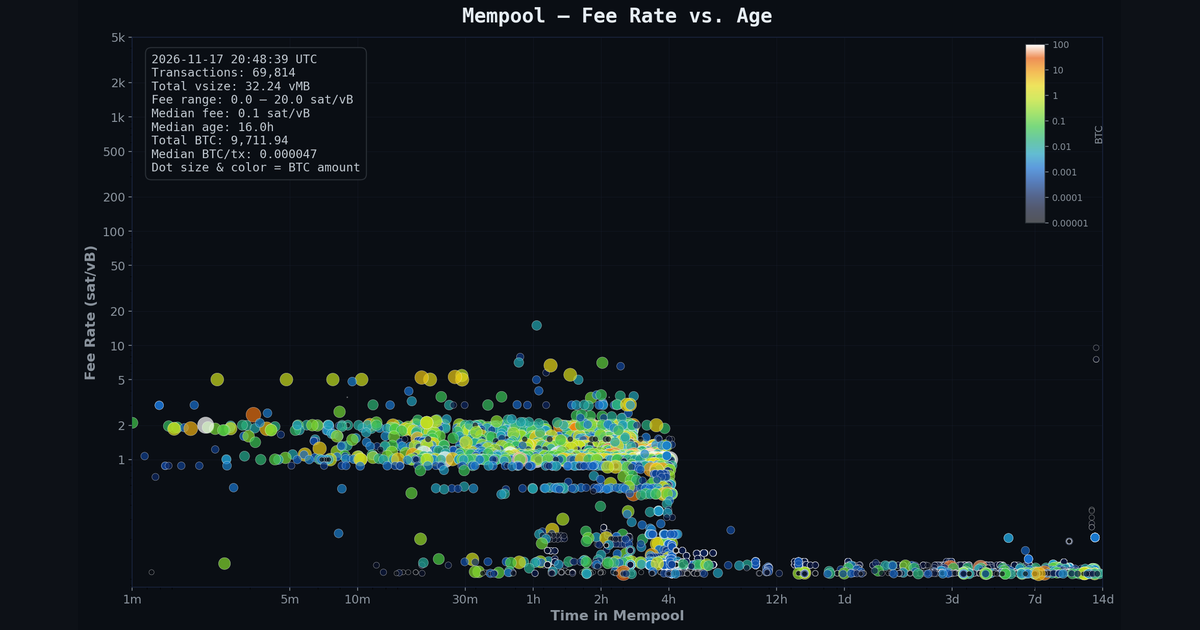 Mempool — Fee Rate vs. Age
2026-11-17 20:48:39 UTC
Transactions: 69,814
Total vsize: 32.24 vMB
Fee range: 0.0 — 20.0 sat/vB
Median fee: 0.1 sat/vB
Median age: 16.0h
Total BTC: 9,711.94
Median BTC/tx: 0.000047
Dot size & color = BTC amount
5k
2k
1k
500
200
100
50
20
10
5
2
1
Fee Rate (sat/vB)
100
10
1
0.1
0.01
0.001
0.0001
0.00001
BTC
1m
5m
10m
30m
1h
2h
4h
12h
1d
3d
7d
14d
Time in Mempool